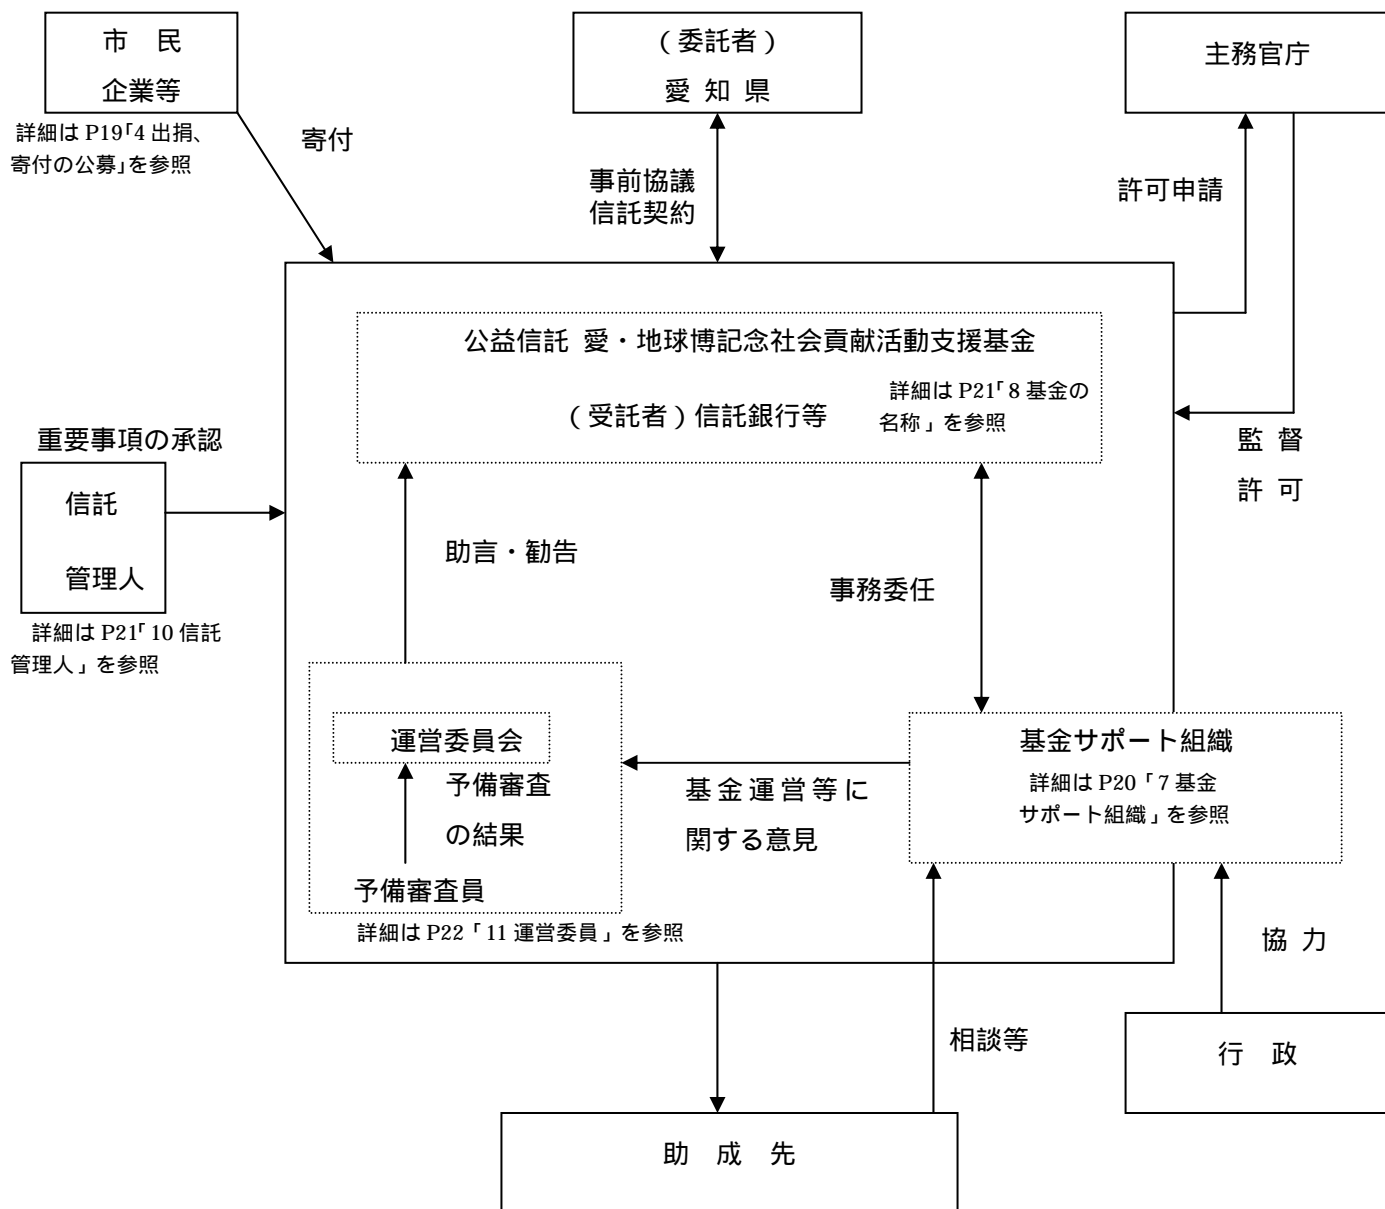 市　民
企業等
詳細は P19「4 出捐、
寄付の公募」を参照
寄付
（委託者）
愛 知 県
事前協議
信託契約
主務官庁
許可申請
監 督
許 可
公益信託 愛・地球博記念社会貢献活動支援基金
（受託者）信託銀行等
詳細は P21「8 基金の
名称」を参照
重要事項の承認
信託
管理人
詳細は P21「10 信託
管理人」を参照
助言・勧告
事務委任
運営委員会
予備審査
の結果
予備審査員
詳細は P22「11 運営委員」を参照
基金運営等に
関する意見
基金サポート組織
詳細は P20「7 基金
サポート組織」を参照
協 力
行　政
相談等
助　成　先